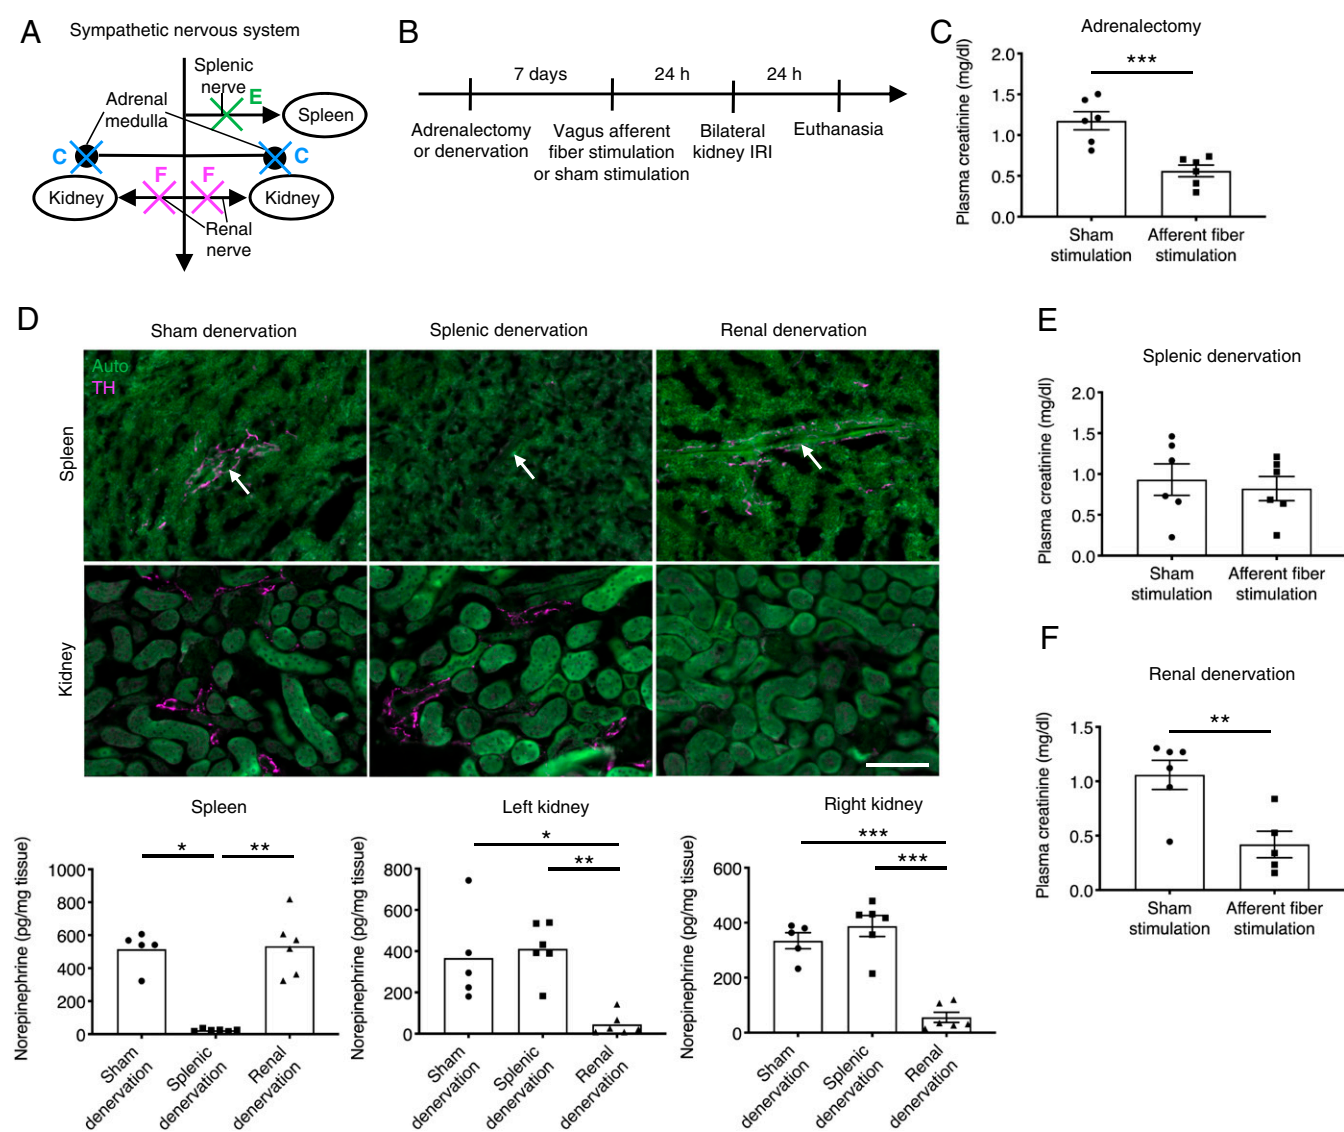 A
Sympathetic nervous system
Splenic
nerve
E
Adrenal
medulla
Spleen
C
C
F
F
Kidney
Kidney
Renal
nerve
B
7 days
24 h
24 h
Adrenalectomy
or denervation
Vagus afferent
fiber stimulation
or sham stimulation
Bilateral
kidney IRI
Euthanasia
C
Adrenalectomy
***
Plasma creatinine (mg/dl)
2.0
1.5
1.0
0.5
0.0
Sham
stimulation
Afferent fiber
stimulation
D
Sham denervation
Splenic denervation
Renal denervation
Auto
TH
Spleen
Kidney
Spleen
*
**
Norepinephrine (pg/mg tissue)
1000
800
600
400
200
0
Sham
denervation
Splenic
denervation
Renal
denervation
Left kidney
*
**
Norepinephrine (pg/mg tissue)
800
600
400
200
0
Sham
denervation
Splenic
denervation
Renal
denervation
Right kidney
***
***
Norepinephrine (pg/mg tissue)
600
400
200
0
Sham
denervation
Splenic
denervation
Renal
denervation
E
Splenic denervation
Plasma creatinine (mg/dl)
2.0
1.5
1.0
0.5
0.0
Sham
stimulation
Afferent fiber
stimulation
F
Renal denervation
**
Plasma creatinine (mg/dl)
1.5
1.0
0.5
0.0
Sham
stimulation
Afferent fiber
stimulation